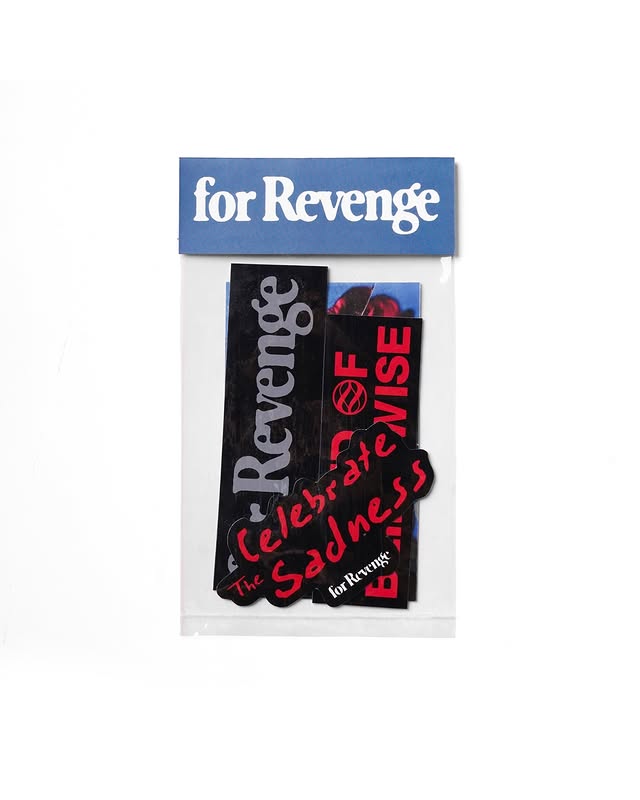 for Revenge
Revenge
OF
WISE
Celebrate
The Sadness
for Revenge